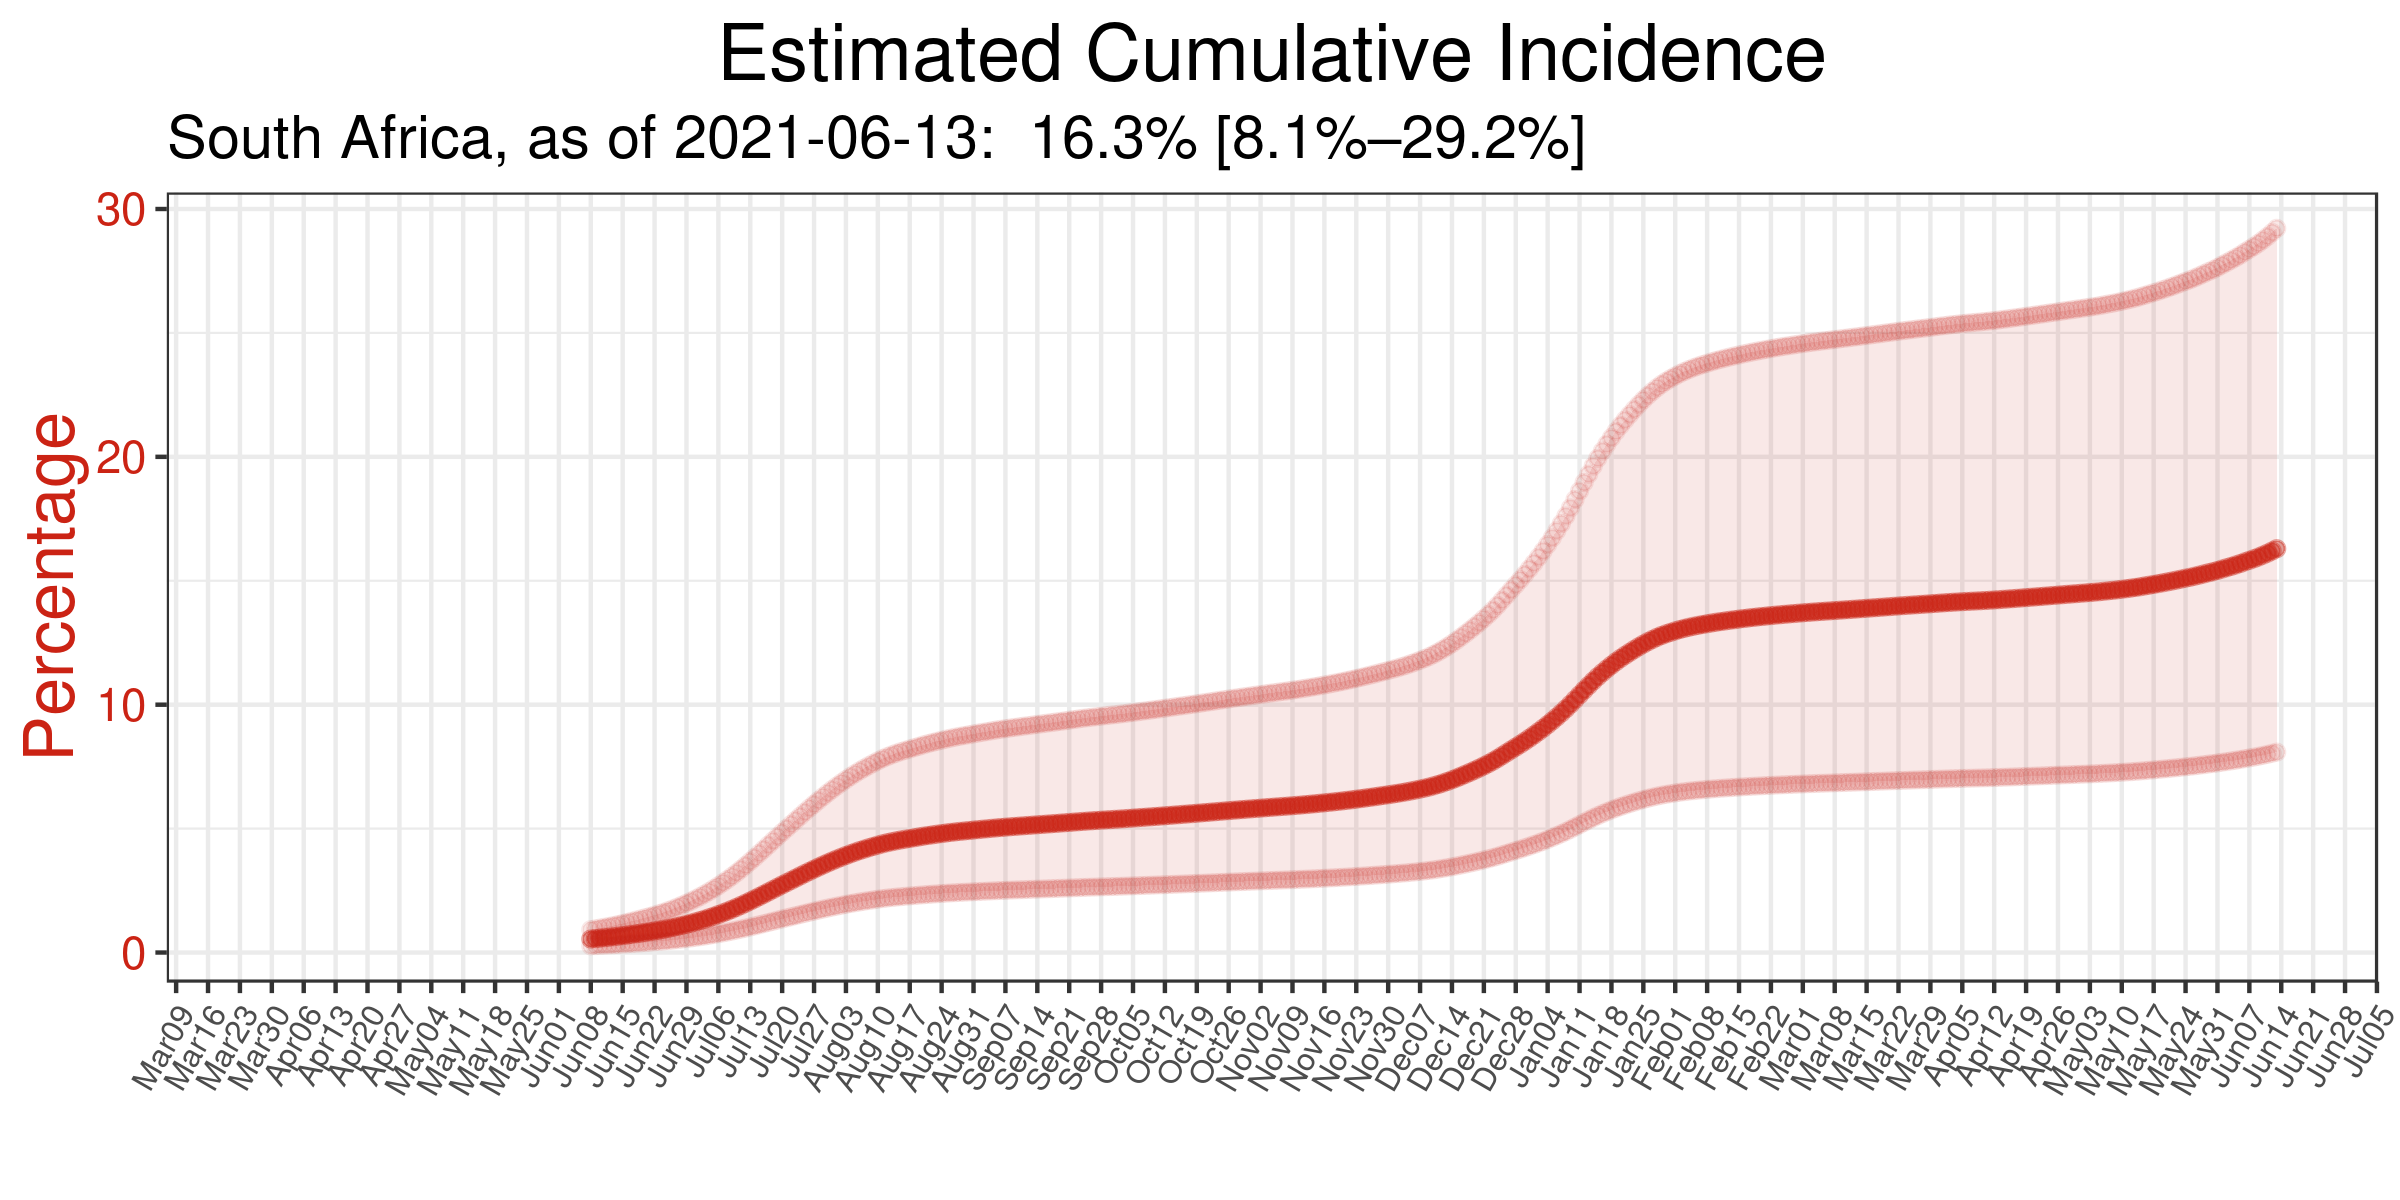 Estimated Cumulative Incidence
South Africa, as of 2021-06-13:  16.3% [8.1%–29.2%]
Percentage
30
20
10
0
Mar09
Mar16
Mar23
Mar30
Apr06
Apr13
Apr20
Apr27
May04
May11
May18
May25
Jun01
Jun08
Jun15
Jun22
Jun29
Jul06
Jul13
Jul20
Jul27
Aug03
Aug10
Aug17
Aug24
Aug31
Sep07
Sep14
Sep21
Sep28
Oct05
Oct12
Oct19
Oct26
Nov02
Nov09
Nov16
Nov23
Nov30
Dec07
Dec14
Dec21
Dec28
Jan04
Jan11
Jan18
Jan25
Feb01
Feb08
Feb15
Feb22
Mar01
Mar08
Mar15
Mar22
Mar29
Apr05
Apr12
Apr19
Apr26
May03
May10
May17
May24
May31
Jun07
Jun14
Jun21
Jun28
Jul05